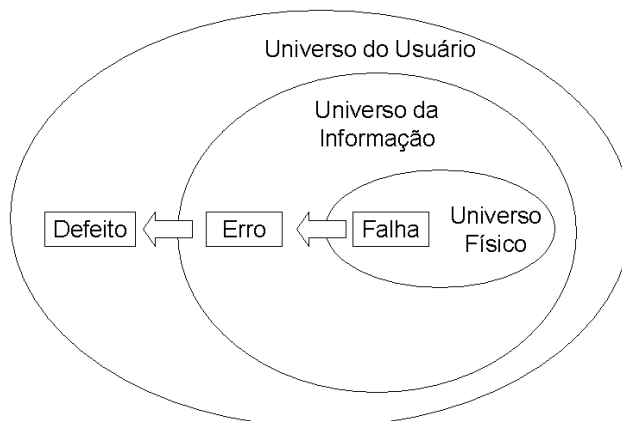 Universo do Usuário
Universo da
Informação
Defeito
Erro
Falha
Universo
Físico